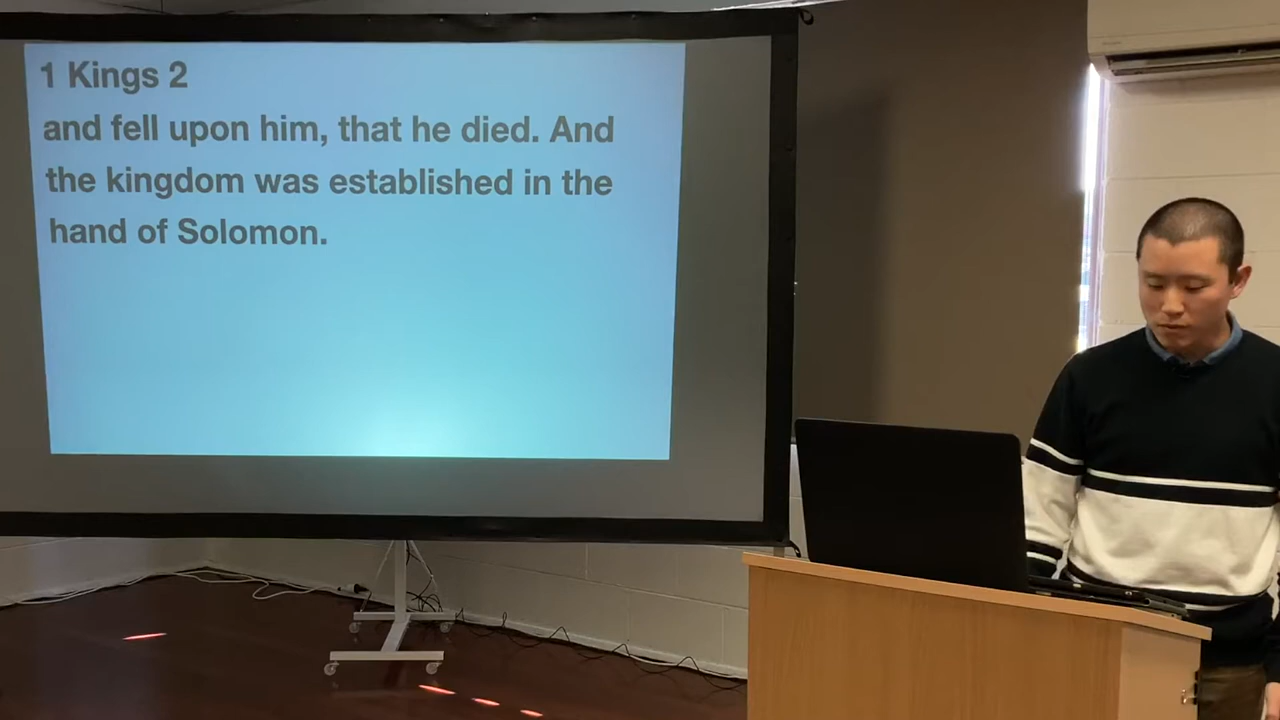 1 Kings 2
and fell upon him, that he died. And
the kingdom was established in the
hand of Solomon.